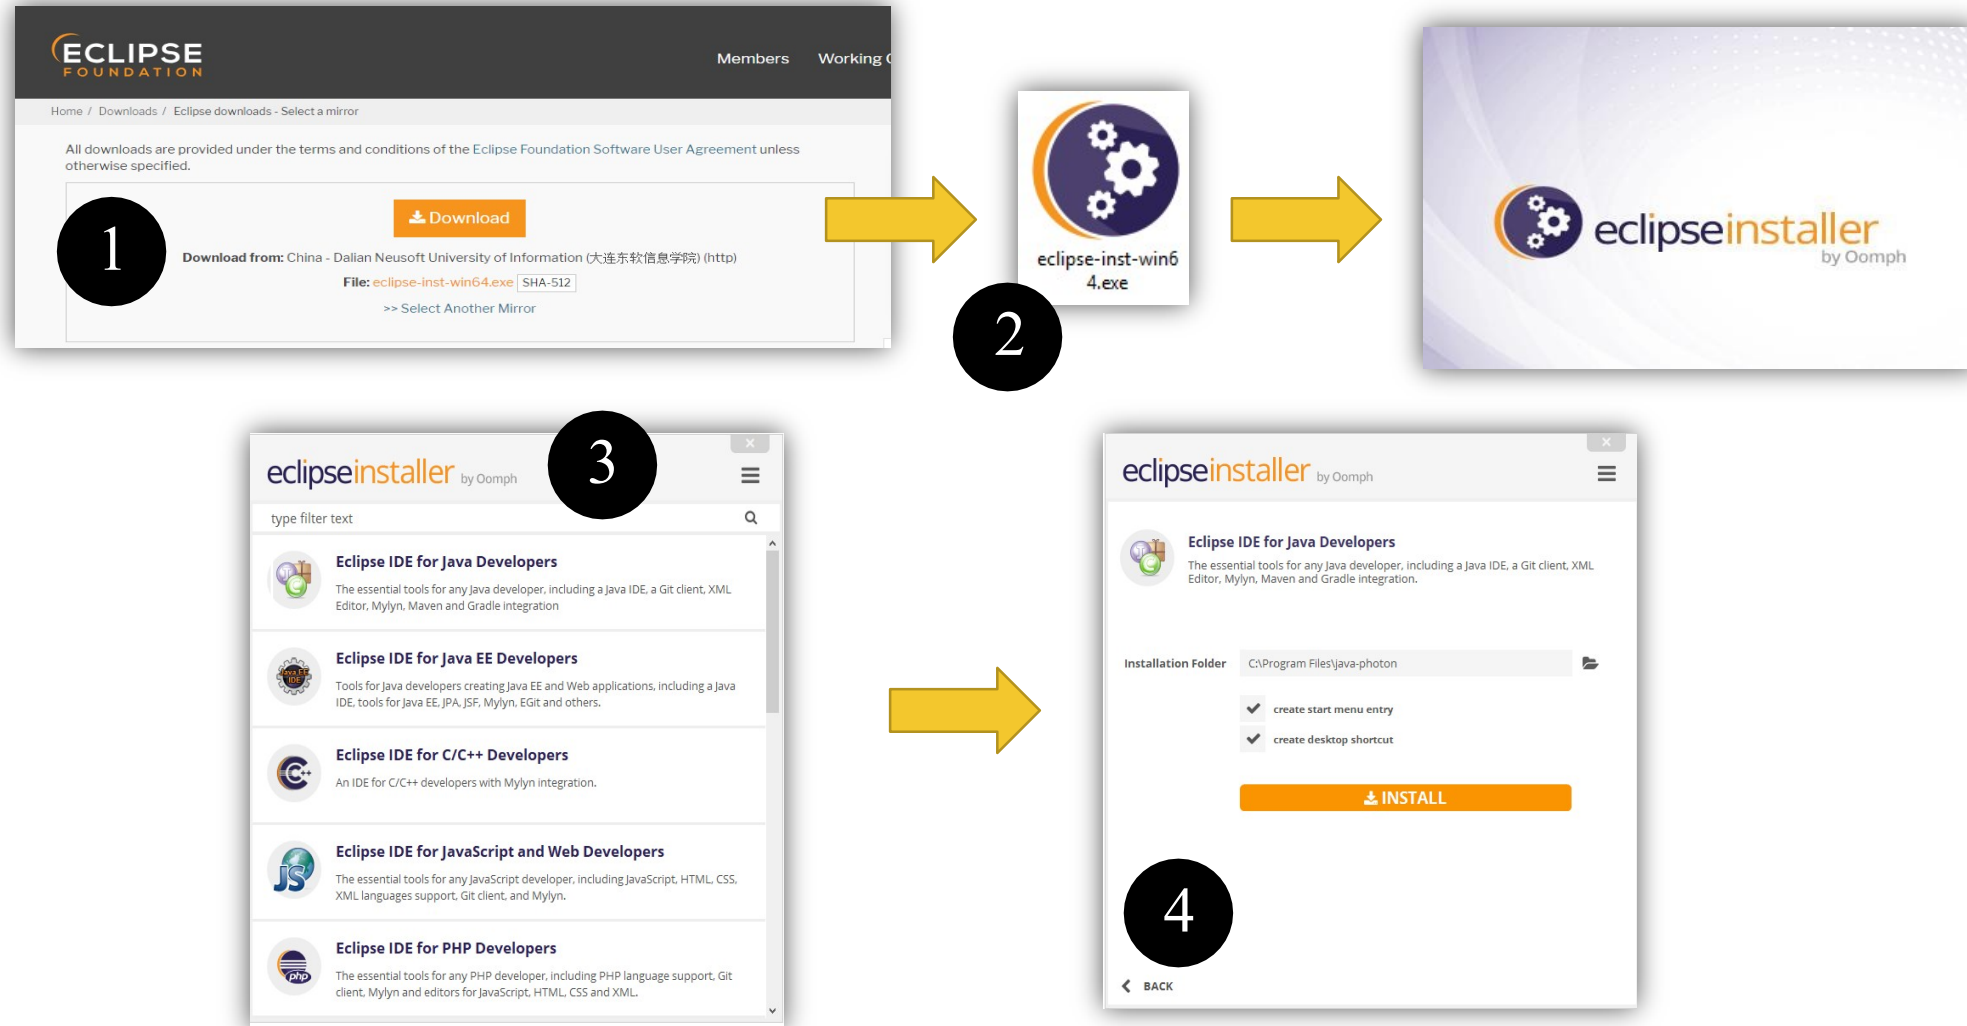 ECLIPSE
FOUNDATION
Members Working
Home / Downloads / Eclipse downloads - Select a mirror
All downloads are provided under the terms and conditions of the Eclipse Foundation Software User Agreement unless
otherwise specified.
1
Download
Download from: China - Dalian Neusoft University of Information (大连东软信息学院) (http)
File: eclipse-inst-win64.exe SHA-512
>> Select Another Mirror
eclipse-inst-win6
4.exe
2
eclipseinstaller
by Oomph
3
eclipseinstaller by Oomph
type filter text
Eclipse IDE for Java Developers
The essential tools for any Java developer, including a Java IDE, a Git client, XML
Editor, Mylyn, Maven and Gradle integration
Java EE
IDE
Eclipse IDE for Java EE Developers
Tools for Java developers creating Java EE and Web applications, including a Java
IDE, tools for Java EE, JPA, JSF, Mylyn, EGit and others.
C++
Eclipse IDE for C/C++ Developers
An IDE for C/C++ developers with Mylyn integration.
JS
Eclipse IDE for JavaScript and Web Developers
The essential tools for any JavaScript developer, including JavaScript, HTML, CSS,
XML languages support, Git client, and Mylyn.
php
Eclipse IDE for PHP Developers
The essential tools for any PHP developer, including PHP language support, Git
client, Mylyn and editors for JavaScript, HTML, CSS and XML.
eclipseinstaller by Oomph
Eclipse IDE for Java Developers
The essential tools for any Java developer, including a Java IDE, a Git client, XML
Editor, Mylyn, Maven and Gradle integration.
Installation Folder C:\Program Files\java-photon
create start menu entry
create desktop shortcut
INSTALL
4
BACK